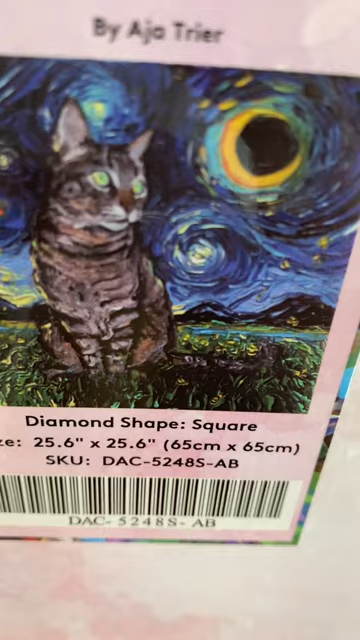 By Aja Trier
Diamond Shape: Square
ze: 25.6" x 25.6" (65cm x 65cm)
SKU: DAC-5248S-AB
DAC- 5248S- AB